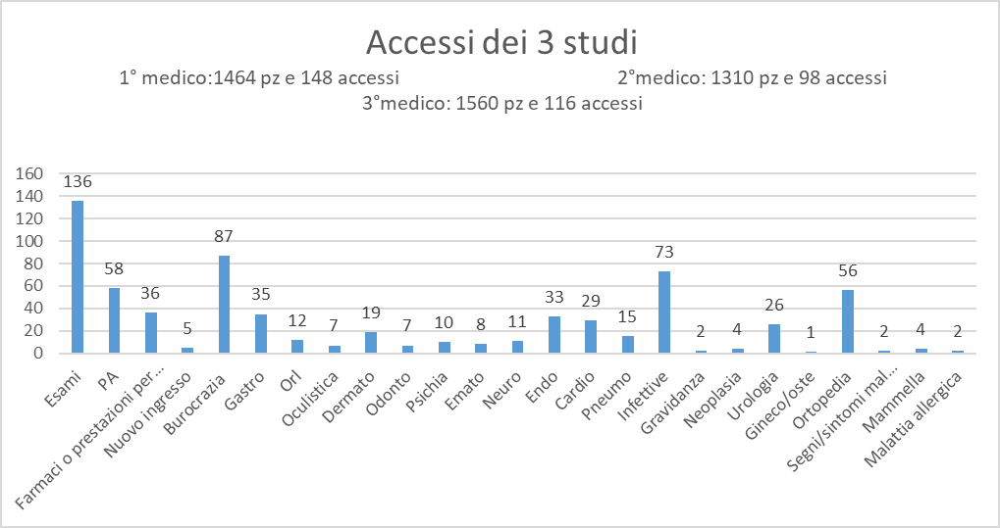 Accessi dei 3 studi
1° medico:1464 pz e 148 accessi 2°medico: 1310 pz e 98 accessi
3°medico: 1560 pz e 116 accessi
160
140
120
100
80
60
40
20
0
136
58
36
5
87
35
12
7
19
7
10
8
11
33
29
15
73
2
4
26
1
56
2
4
2
Esami
PA
Farmaci o prestazioni per...
Nuovo ingresso
Burocrazia
Gastro
Orl
Oculistica
Dermato
Odonto
Psichia
Emato
Neuro
Endo
Cardio
Pneumo
Infettive
Gravidanza
Neoplasia
Urologia
Gineco/oste
Ortopedia
Segni/sintomi mal...
Mammella
Malattia allergica